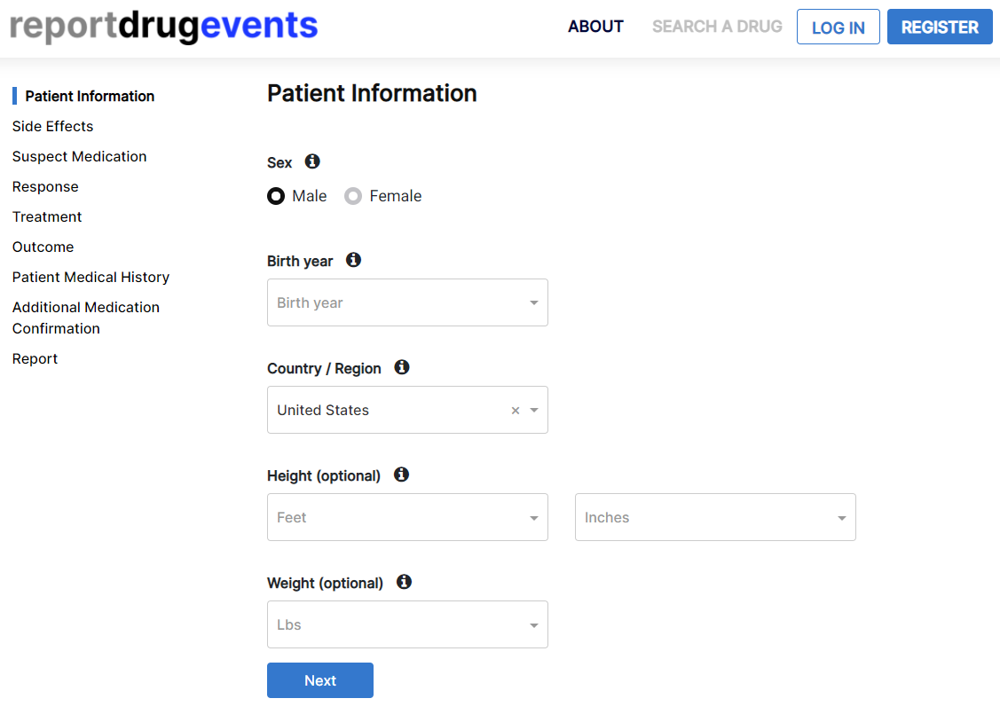 reportdrugevents
ABOUT
SEARCH A DRUG
LOG IN
REGISTER
Patient Information
Side Effects
Suspect Medication
Response
Treatment
Outcome
Patient Medical History
Additional Medication
Confirmation
Report
Patient Information
Sex
Male
Female
Birth year
Birth year
Country / Region
United States
Height (optional)
Feet
Inches
Weight (optional)
Lbs
Next